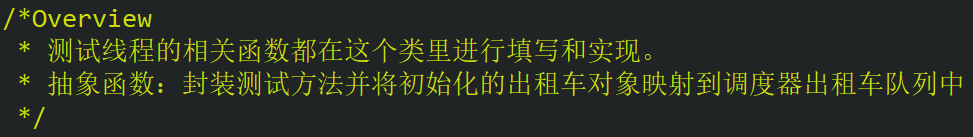 /*Overview
* 测试线程的相关函数都在这个类里进行填写和实现。
* 抽象函数: 封装测试方法并将初始化的出租车对象映射到调度器出租车队列中
*/